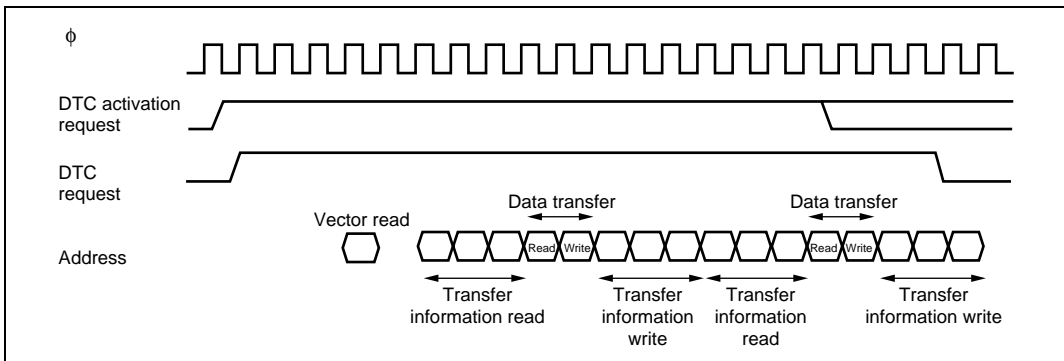 ϕ
DTC activation
request
DTC
request
Data transfer
Data transfer
Vector read
Address
Read
Write
Read
Write
Transfer
information read
Transfer
information
write
Transfer
information
read
Transfer
information write